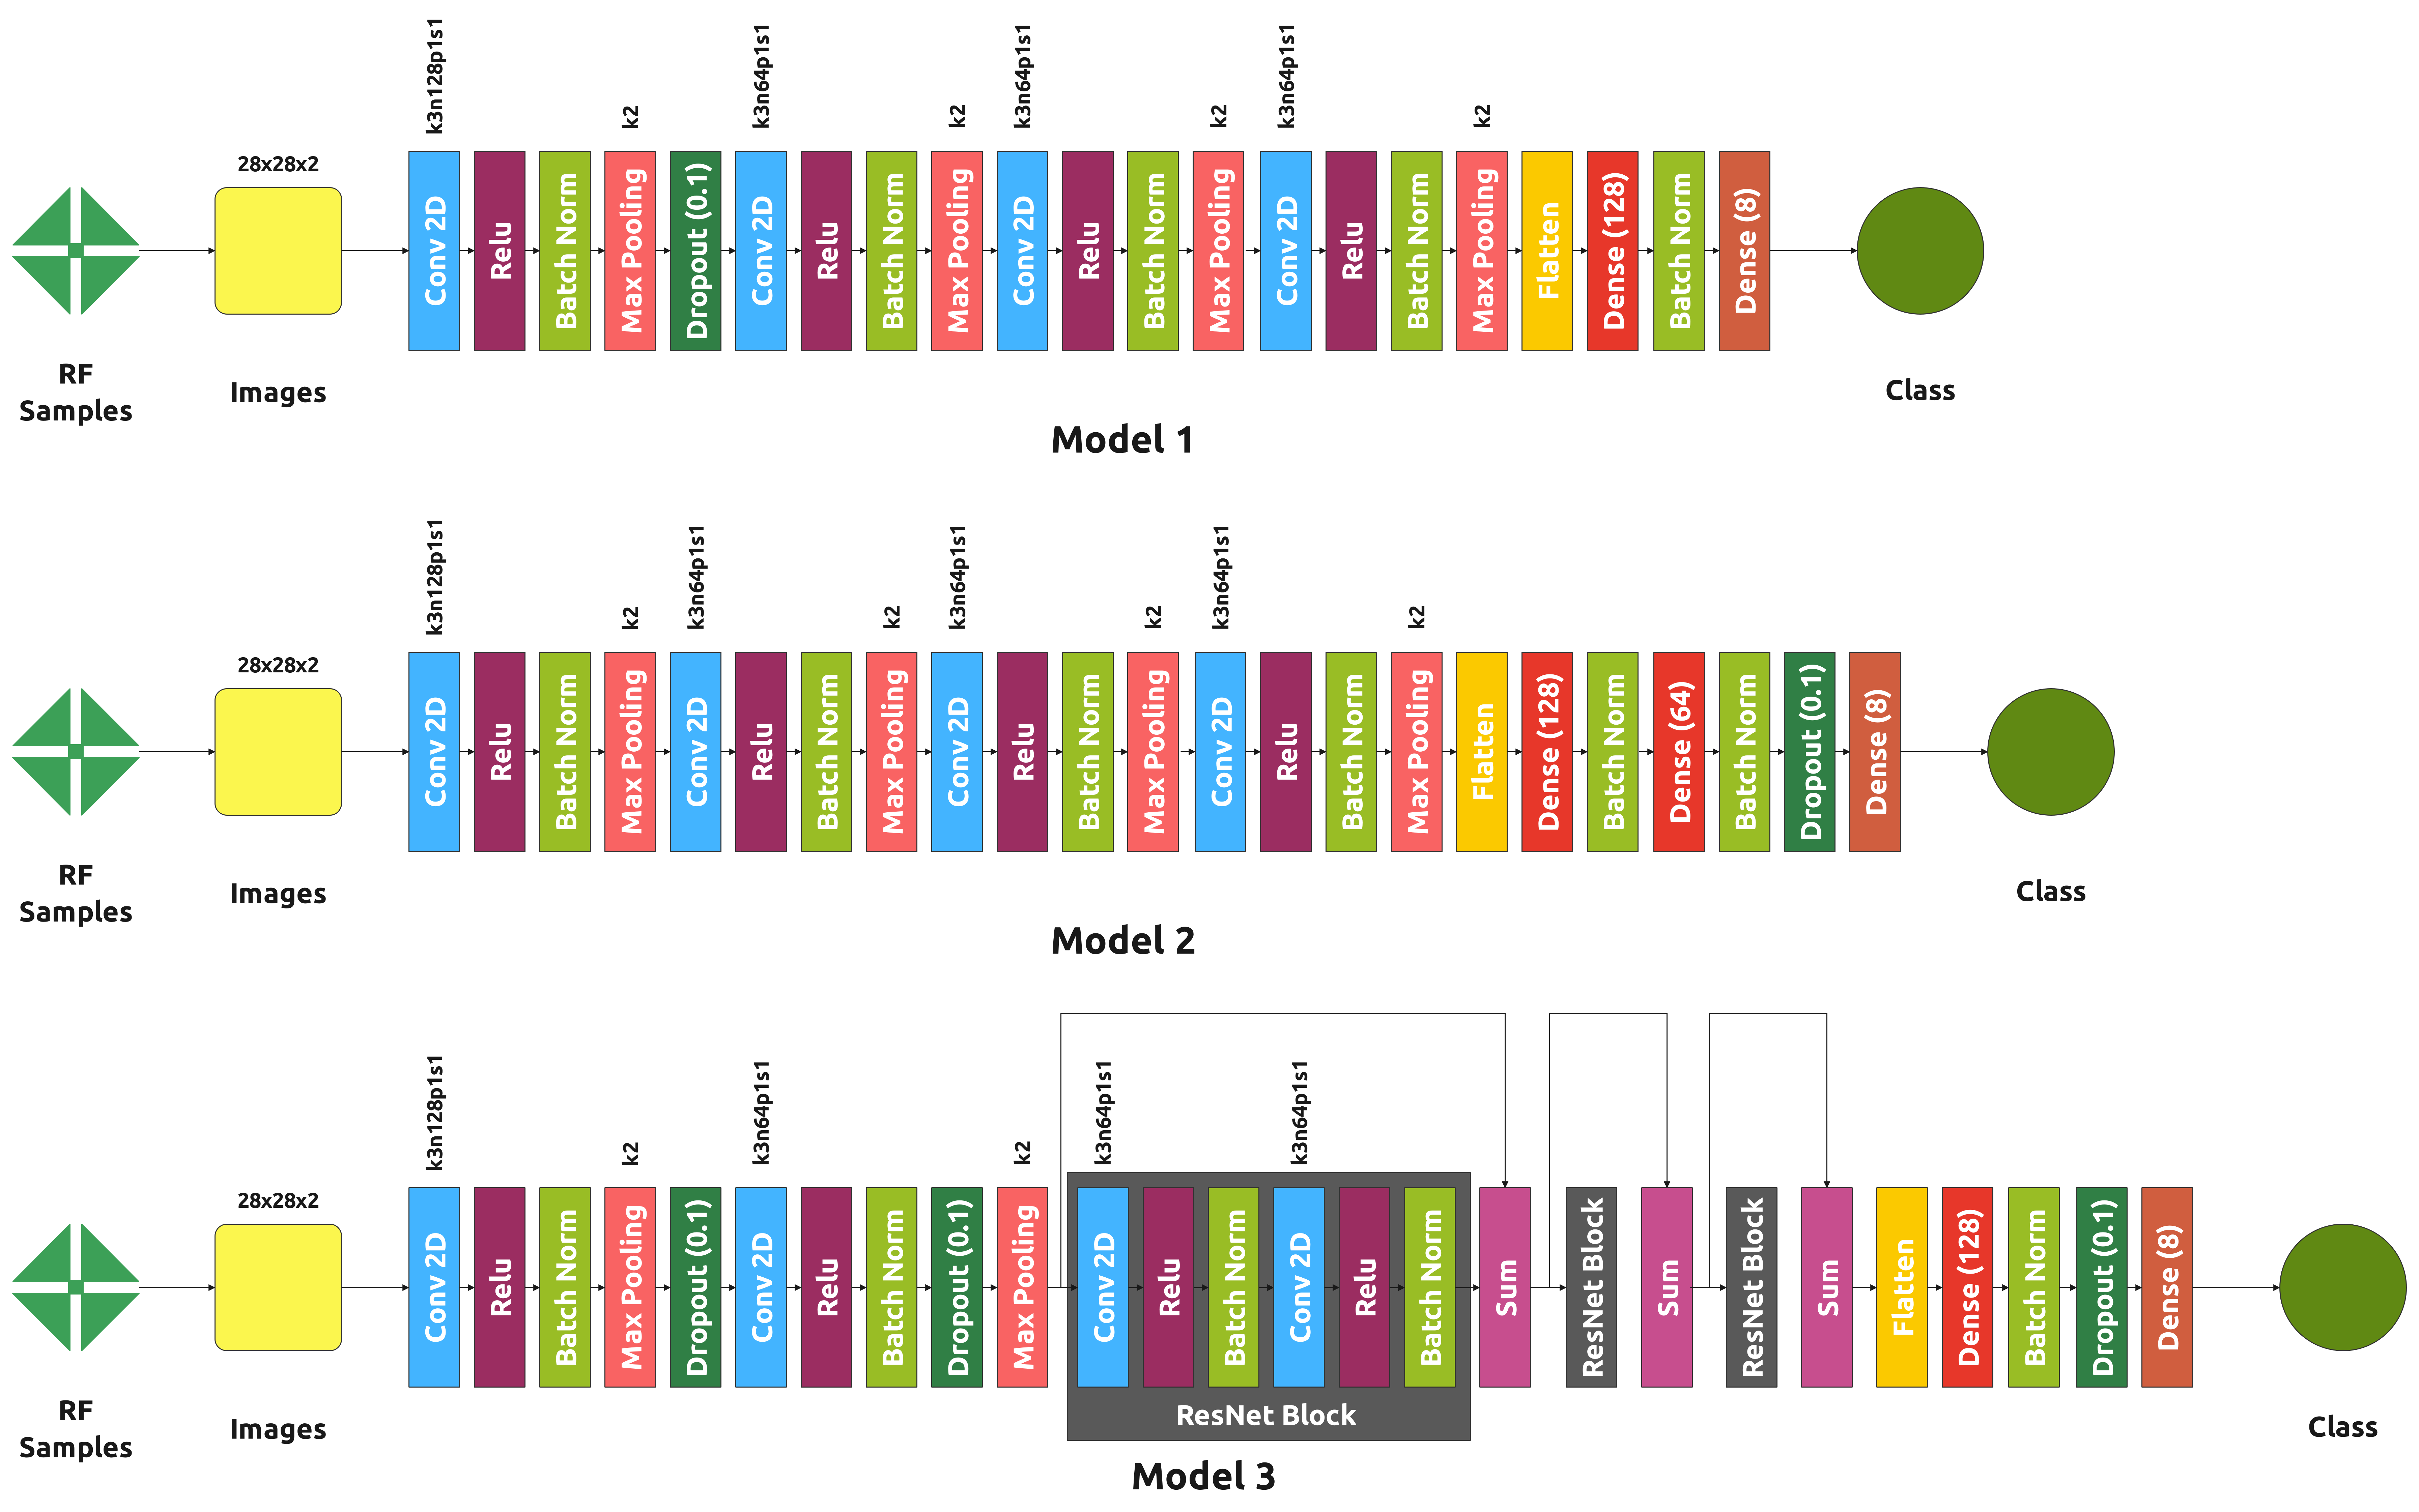 k3n128p1s1
k2
k3n64p1s1
k2
k3n64p1s1
k2
k3n64p1s1
k2
28x28x2
Conv 2D
Relu
Batch Norm
Max Pooling
Dropout (0.1)
Conv 2D
Relu
Batch Norm
Max Pooling
Conv 2D
Relu
Batch Norm
Max Pooling
Conv 2D
Relu
Batch Norm
Max Pooling
Flatten
Dense (128)
Batch Norm
Dense (8)
RF
Samples
Images
Class
Model 1
k3n128p1s1
k2
k3n64p1s1
k2
k3n64p1s1
k2
k3n64p1s1
k2
28x28x2
Conv 2D
Relu
Batch Norm
Max Pooling
Conv 2D
Relu
Batch Norm
Max Pooling
Conv 2D
Relu
Batch Norm
Max Pooling
Conv 2D
Relu
Batch Norm
Max Pooling
Flatten
Dense (128)
Batch Norm
Dense (64)
Batch Norm
Dropout (0.1)
Dense (8)
RF
Samples
Images
Class
Model 2
k3n128p1s1
k2
k3n64p1s1
k2
k3n64p1s1
k3n64p1s1
28x28x2
Conv 2D
Relu
Batch Norm
Max Pooling
Dropout (0.1)
Conv 2D
Relu
Batch Norm
Dropout (0.1)
Max Pooling
Conv 2D
Relu
Batch Norm
Conv 2D
Relu
Batch Norm
Sum
ResNet Block
Sum
ResNet Block
Sum
Flatten
Dense (128)
Batch Norm
Dropout (0.1)
Dense (8)
ResNet Block
RF
Samples
Images
Class
Model 3